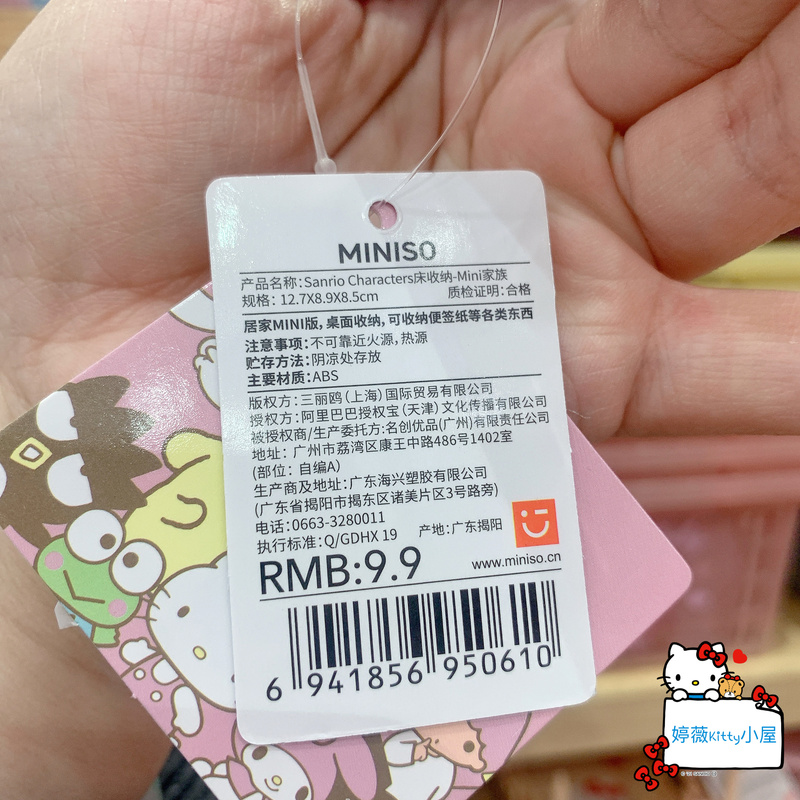 MINISO
产品名称:Sanrio Characters床收纳-Mini家族
规格: 12.7X8.9X8.5cm 质检证明:合格
居家MINI版,桌面收纳,可收纳便签纸等各类东西
注意事项:不可靠近火源,热源
贮存方法:阴凉处存放
主要材质:ABS
版权方:三丽鸥(上海)国际贸易有限公司
授权方:阿里巴巴授权宝(天津)文化传播有限公司
被授权商/生产委托方:名创优品(广州)有限责任公司
地址: 广州市荔湾区康王中路486号1402室
(部位: 自编A)
生产商及地址:广东海兴塑胶有限公司
(广东省揭阳市揭东区诸美片区3号路旁)
电话:0663-3280011
执行标准:Q/GDHX 19 产地:广东揭阳
RMB:9.9 www.miniso.cn
6 941856 950610
婷薇Kitty小屋